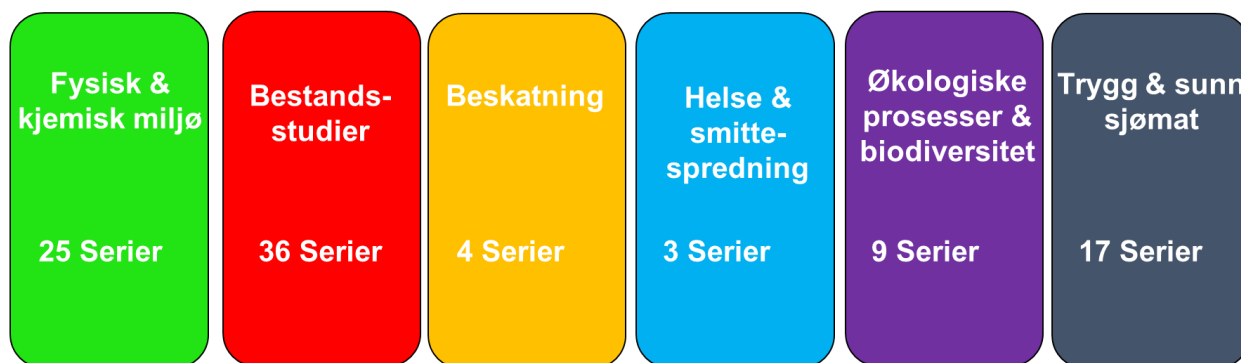 Fysisk &
kjemisk miljø
25 Serier
Bestands-
studier
36 Serier
Beskatning
4 Serier
Helse &
smitte-
spredning
3 Serier
Økologiske
prosesser &
biodiversitet
9 Serier
Trygg & sunn
sjømat
17 Serier